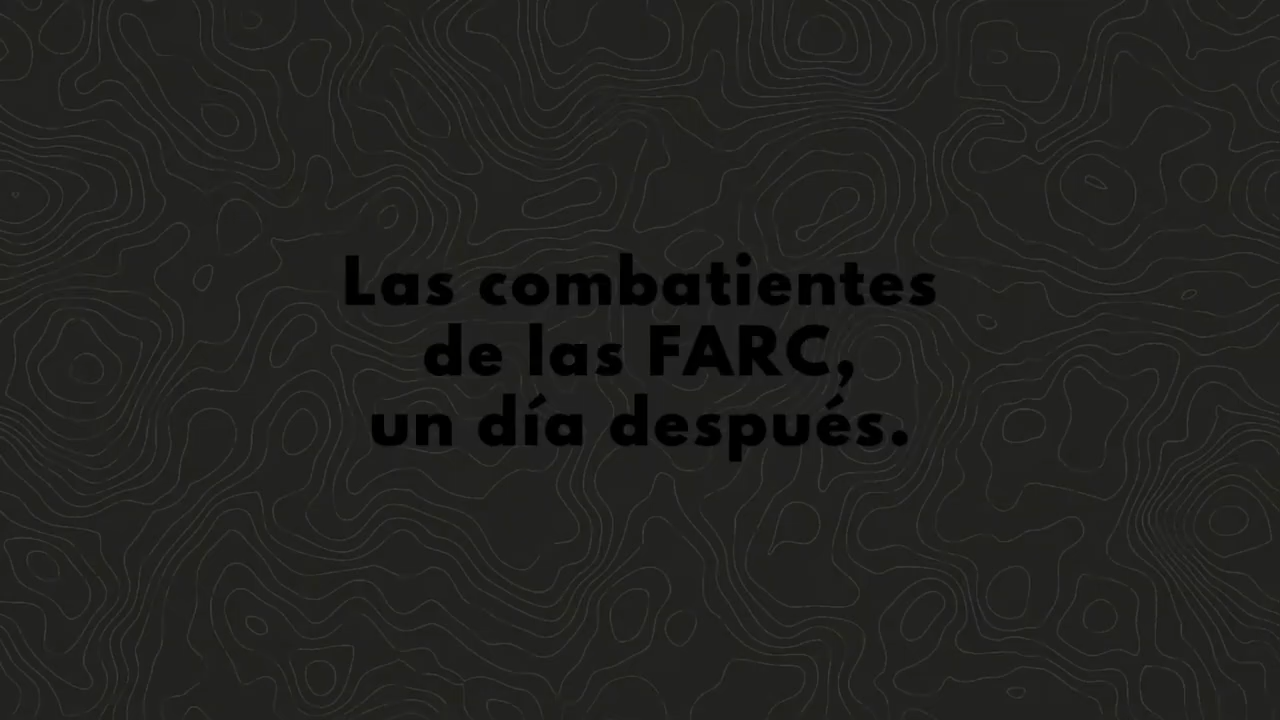 Las combatientes
de las FARC,
un día después.